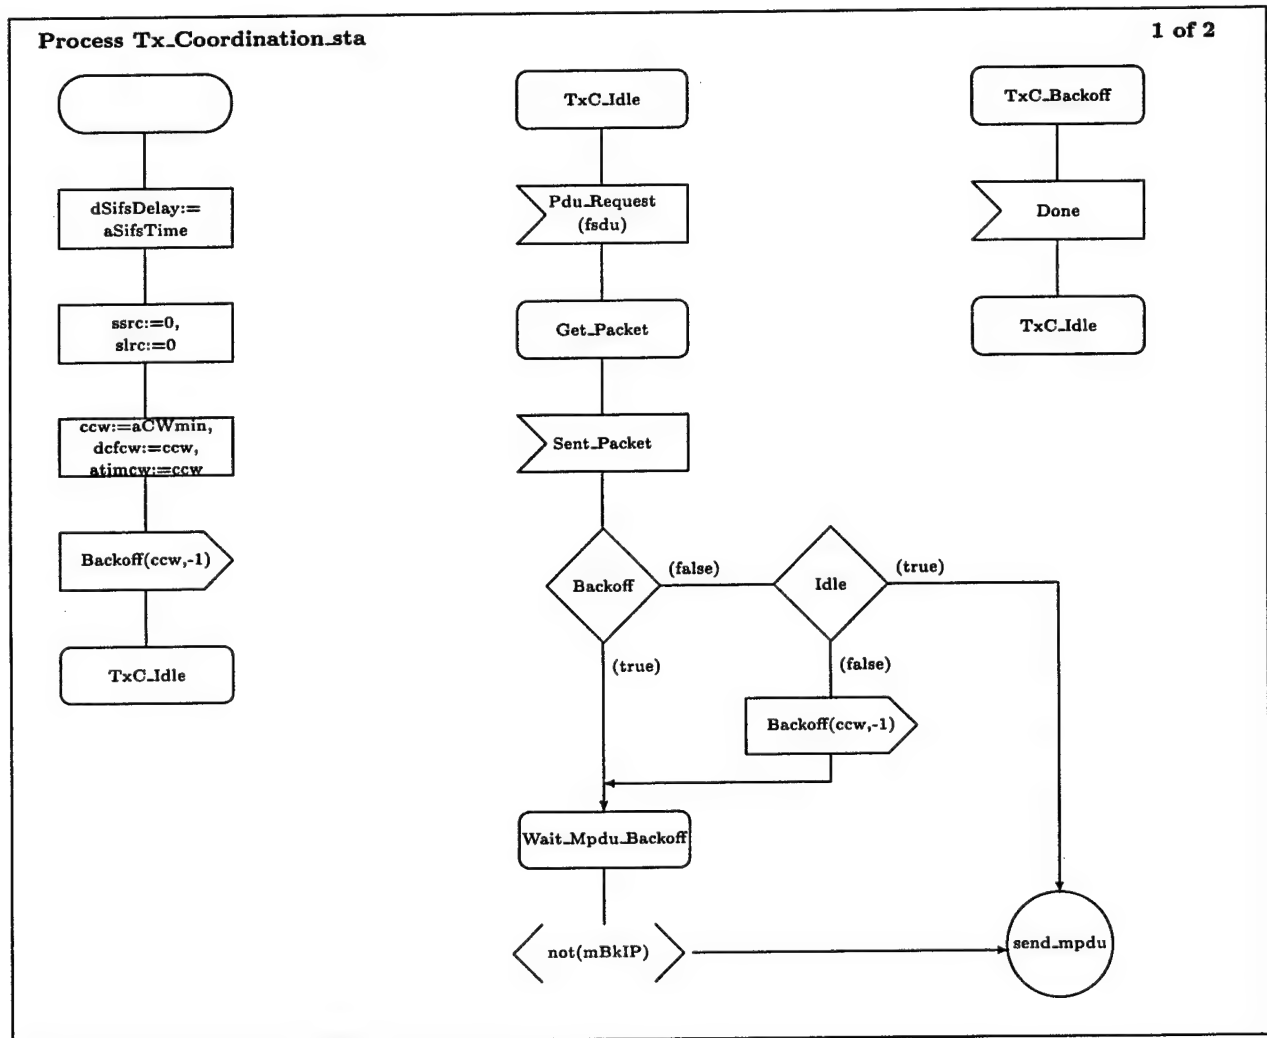 Process Tx_Coordination_sta
1 of 2
dSifsDelay:=
aSifsTime
ssrc:=0,
slrc:=0
ccw:=aCWmin,
dcfcw:=ccw,
atimcw:=ccw
Backoff(ccw,-1)
TxC_Idle
TxC_Idle
Pdu_Request
(fsdu)
Get_Packet
Sent_Packet
Backoff
(false)
Idle
(true)
(true)
(false)
Backoff(ccw,-1)
Wait_Mpdu_Backoff
not(mBkIP)
send_mpdu
TxC_Backoff
Done
TxC_Idle